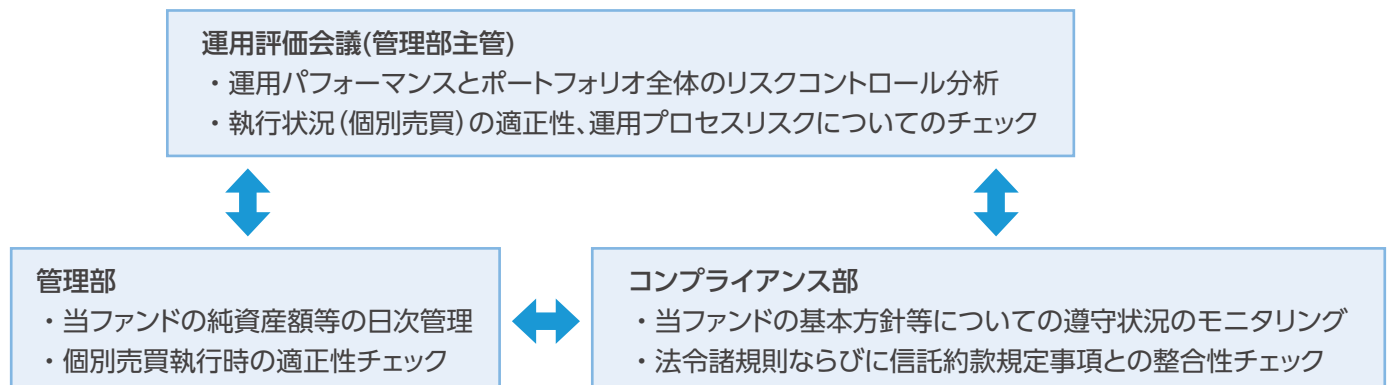 運用評価会議(管理部主管)
・運用パフォーマンスとポートフォリオ全体のリスクコントロール分析
・執行状況(個別売買)の適正性、運用プロセスリスクについてのチェック
管理部
・当ファンドの純資産額等の日次管理
・個別売買執行時の適正性チェック
コンプライアンス部
・当ファンドの基本方針等についての遵守状況のモニタリング
・法令諸規則ならびに信託約款規定事項との整合性チェック